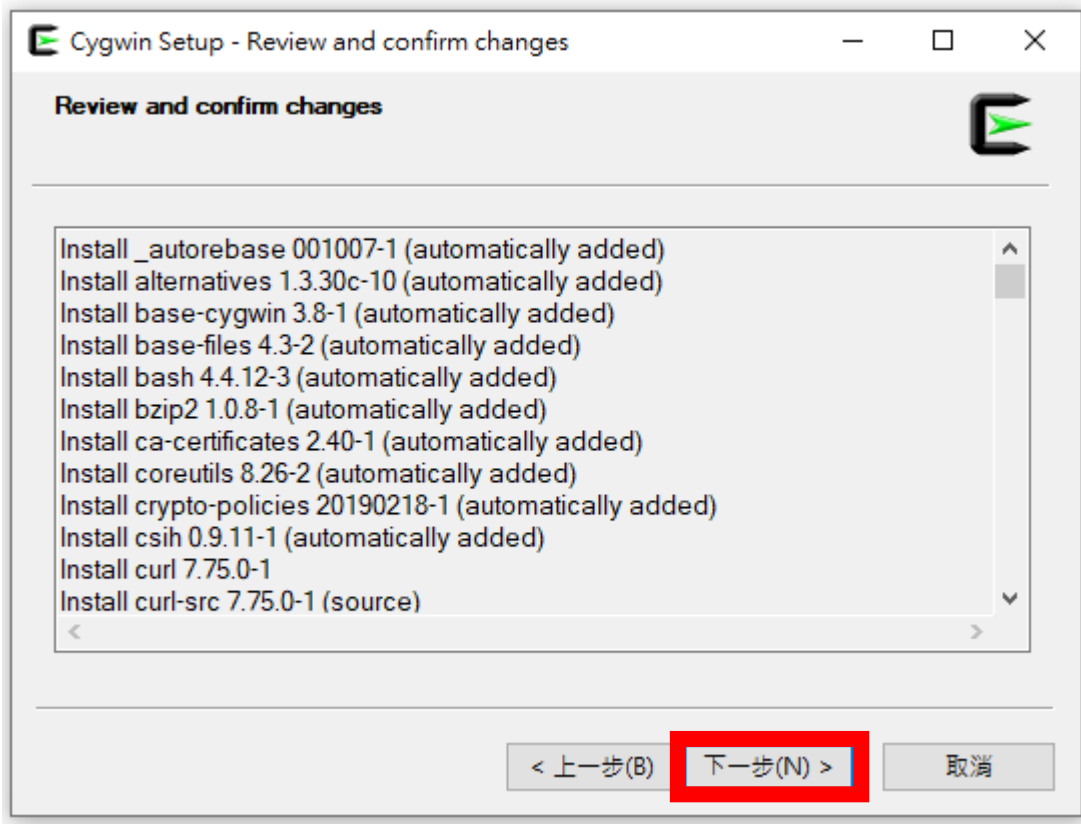 Cygwin Setup - Review and confirm changes
Review and confirm changes
Install _autorebase 001007-1 (automatically added)
Install alternatives 1.3.30c-10 (automatically added)
Install base-cygwin 3.8-1 (automatically added)
Install base-files 4.3-2 (automatically added)
Install bash 4.4.12-3 (automatically added)
Install bzip2 1.0.8-1 (automatically added)
Install ca-certificates 2.40-1 (automatically added)
Install coreutils 8.26-2 (automatically added)
Install crypto-policies 20190218-1 (automatically added)
Install csih 0.9.11-1 (automatically added)
Install curl 7.75.0-1
Install curl-src 7.75.0-1 (source)
< 上一步(B) 下一步(N) > 取消